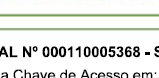 AL Nº 000110005368 - S
a Chave de Acesso em: